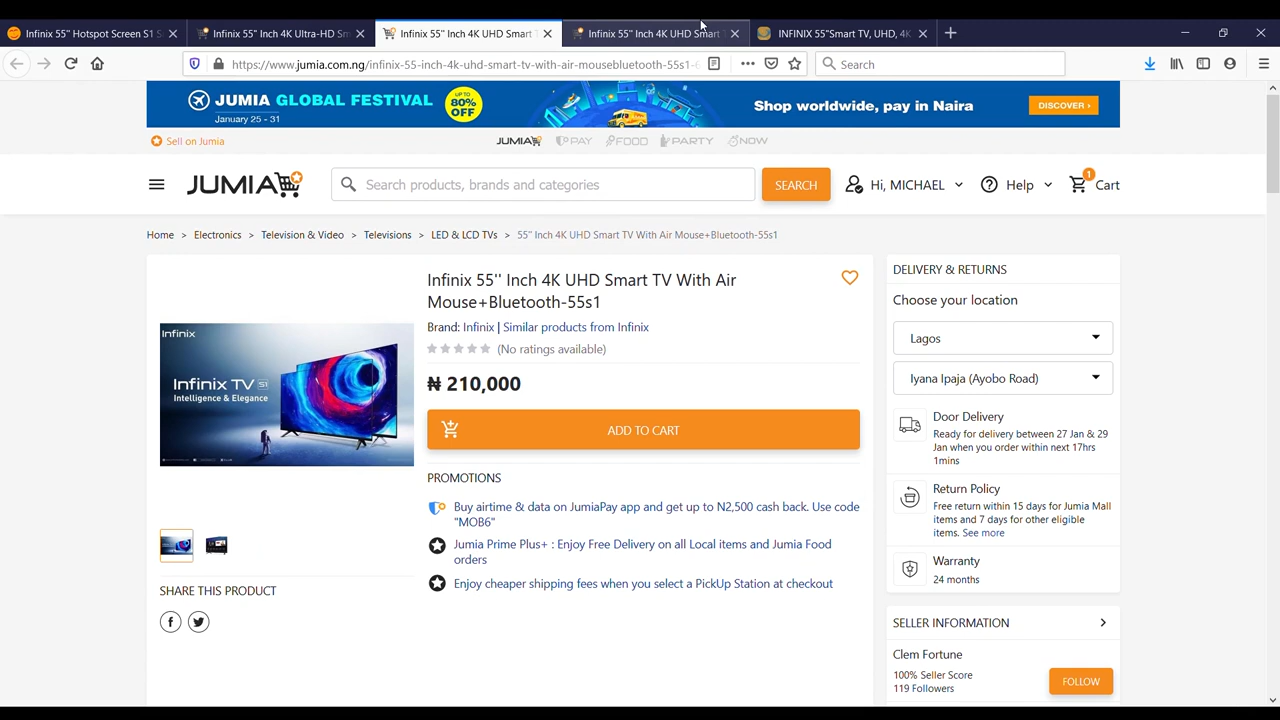 Infinix 55" Hotspot Screen S1 S
Infinix 55" Inch 4K Ultra-HD Sm
Infinix 55'' Inch 4K UHD Smart T
Infinix 55'' Inch 4K UHD Smart T
INFINIX 55"Smart TV, UHD, 4K
https://www.jumia.com.ng/infinix-55-inch-4k-uhd-smart-tv-with-air-mousebluetooth-55s1-6
Search
JUMIA GLOBAL FESTIVAL
January 25 - 31
UP TO
80%
OFF
Shop worldwide, pay in Naira
DISCOVER ›
Sell on Jumia
JUMIA
PAY
FOOD
PARTY
NOW
JUMIA
Search products, brands and categories
SEARCH
Hi, MICHAEL
Help
1
Cart
Home > Electronics > Television & Video > Televisions > LED & LCD TVs > 55'' Inch 4K UHD Smart TV With Air Mouse+Bluetooth-55s1
Infinix
Infinix TV S1
Intelligence & Elegance
SHARE THIS PRODUCT
Infinix 55'' Inch 4K UHD Smart TV With Air
Mouse+Bluetooth-55s1
Brand: Infinix | Similar products from Infinix
(No ratings available)
₦ 210,000
ADD TO CART
PROMOTIONS
Buy airtime & data on JumiaPay app and get up to N2,500 cash back. Use code
"MOB6"
Jumia Prime Plus+ : Enjoy Free Delivery on all Local items and Jumia Food
orders
Enjoy cheaper shipping fees when you select a PickUp Station at checkout
DELIVERY & RETURNS
Choose your location
Lagos
Iyana Ipaja (Ayobo Road)
Door Delivery
Ready for delivery between 27 Jan & 29
Jan when you order within next 17hrs
1mins
Return Policy
Free return within 15 days for Jumia Mall
items and 7 days for other eligible
items. See more
Warranty
24 months
SELLER INFORMATION
Clem Fortune
100% Seller Score
119 Followers
FOLLOW